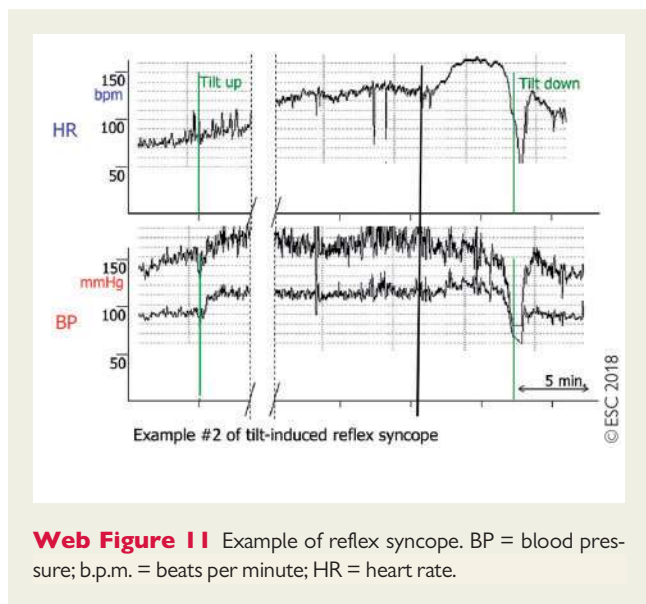 150
bpm
Tilt up
Tilt down
HR
100
50
150
mmHg
100
BP
50
5 min.
© ESC 2018
Example #2 of tilt-induced reflex syncope
Web Figure 11 Example of reflex syncope. BP = blood pres-
sure; b.p.m. = beats per minute; HR = heart rate.